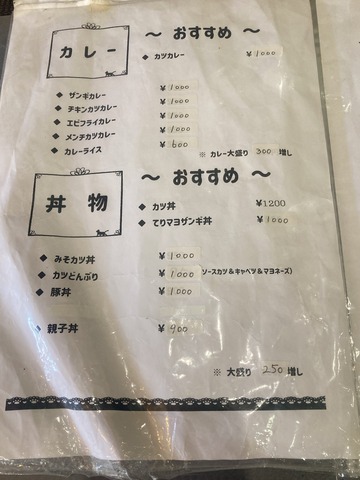 カレー
～ おすすめ ～
◆ カツカレー ¥1000
◆ ザンギカレー ¥1000
◆ チキンカツカレー ¥1000
◆ エビフライカレー ¥1000
◆ メンチカツカレー ¥1000
◆ カレーライス ¥600
※ カレー大盛り 300 増し
丼物
～ おすすめ ～
◆ カツ丼 ¥1200
◆ てりマヨザンギ丼 ¥1000
◆ みそカツ丼 ¥1000
◆ カツどんぶり ¥1000 (ソースカツ&キャベツ&マヨネーズ)
◆ 豚丼 ¥1000
◆ 親子丼 ¥900
※ 大盛り 250 増し